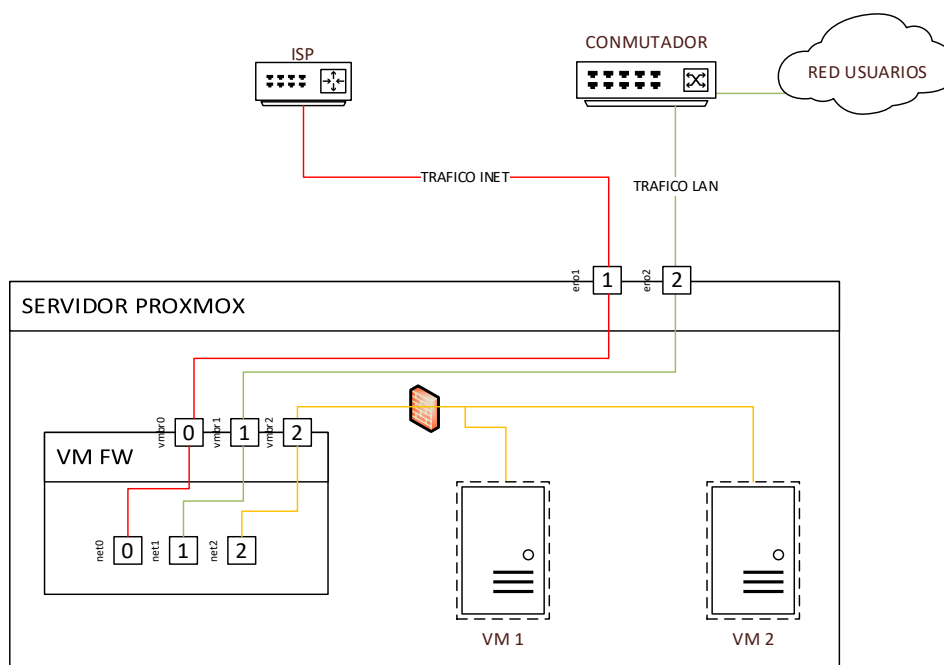 ISP
CONMUTADOR
RED USUARIOS
TRAFICO INET
TRAFICO LAN
eno1
1
eno2
2
SERVIDOR PROXMOX
vmbr0
0
vmbr1
1
vmbr2
2
VM FW
net0
0
net1
1
net2
2
VM 1
VM 2